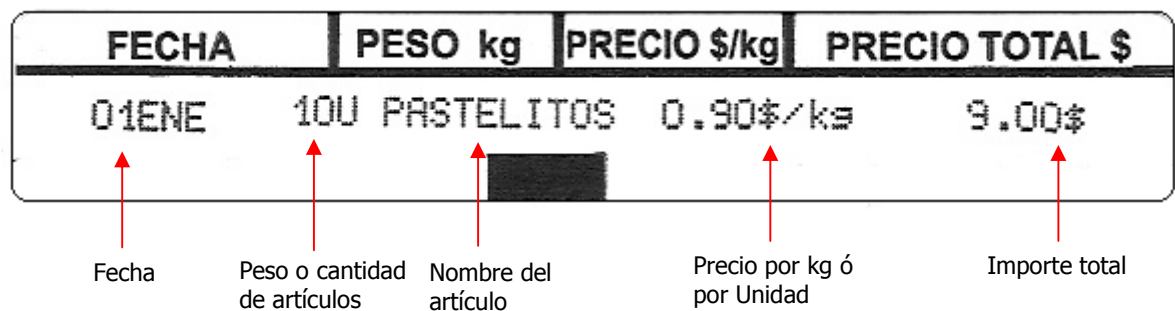 FECHA PESO kg PRECIO $/kg PRECIO TOTAL $
01ENE 10U PASTELITOS 0.90$/kg 9.00$
Fecha Peso o cantidad de artículos Nombre del artículo Precio por kg ó por Unidad Importe total